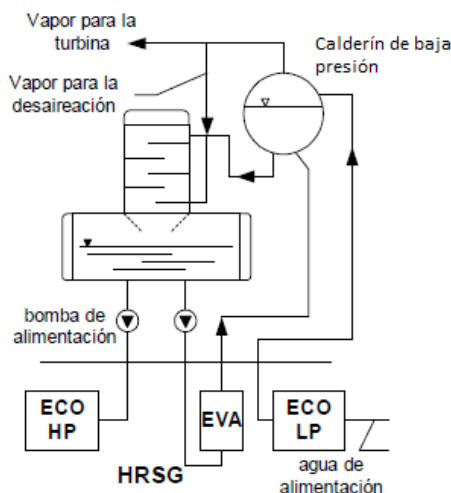 Vapor para la
turbina
Calderín de baja
presión
Vapor para la
desaireación
bomba de
alimentación
ECO
HP
EVA
ECO
LP
HRSG
agua de
alimentación